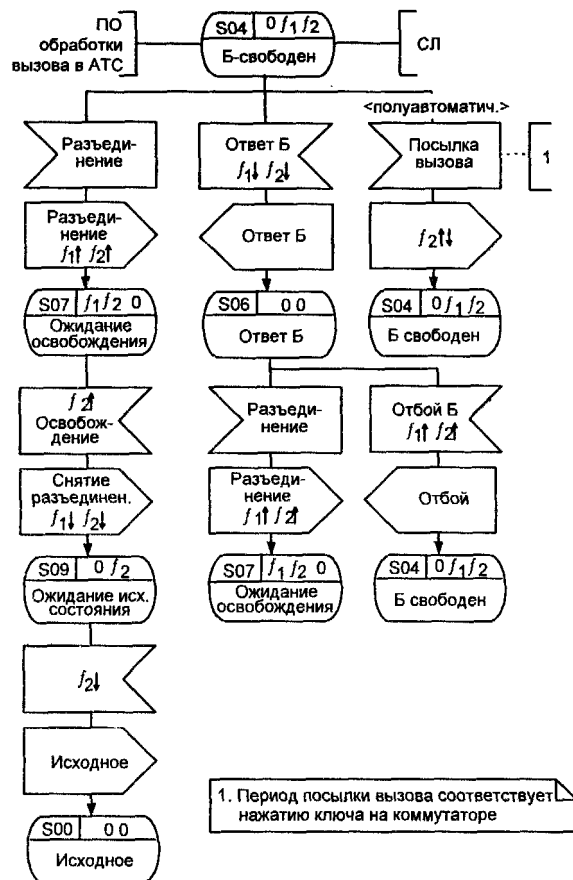 ПО
обработки
вызова в АТС
S04 0 f1 f2
Б-свободен
СЛ
<полуавтоматич.>
Разъеди-
нение
Ответ Б
f1↓ f2↓
Посылка
вызова
1
Разъеди-
нение
f1↑ f2↑
Ответ Б
f2↑↓
S07 f1 f2 0
Ожидание
освобождения
S06 0 0
Ответ Б
S04 0 f1 f2
Б свободен
f2↑
Освобож-
дение
Разъеди-
нение
Отбой Б
f1↑ f2↑
Снятие
разъединен.
f1↓ f2↓
Разъеди-
нение
f1↑ f2↑
Отбой
S09 0 f2
Ожидание исх.
состояния
S07 f1 f2 0
Ожидание
освобождения
S04 0 f1 f2
Б свободен
f2↓
Исходное
S00 0 0
Исходное
1. Период посылки вызова соответствует
нажатию ключа на коммутаторе